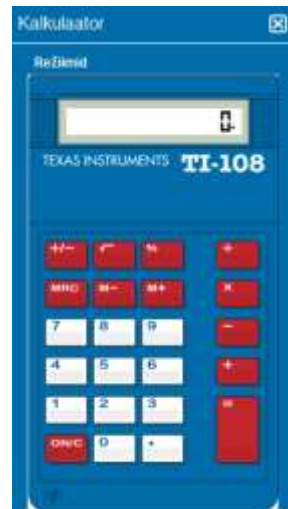 Kalkulaator
Režiimid
0.
TEXAS INSTRUMENTS TI-108
+/− √ % ÷
MRC M− M+ ×
7 8 9 −
4 5 6 +
1 2 3 =
ON/C 0 .